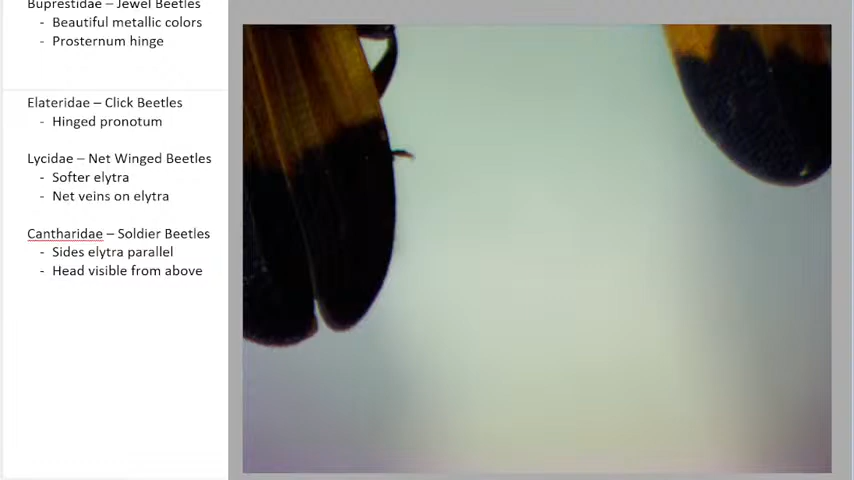 Buprestidae – Jewel Beetles
- Beautiful metallic colors
- Prosternum hinge
Elateridae – Click Beetles
- Hinged pronotum
Lycidae – Net Winged Beetles
- Softer elytra
- Net veins on elytra
Cantharidae – Soldier Beetles
- Sides elytra parallel
- Head visible from above